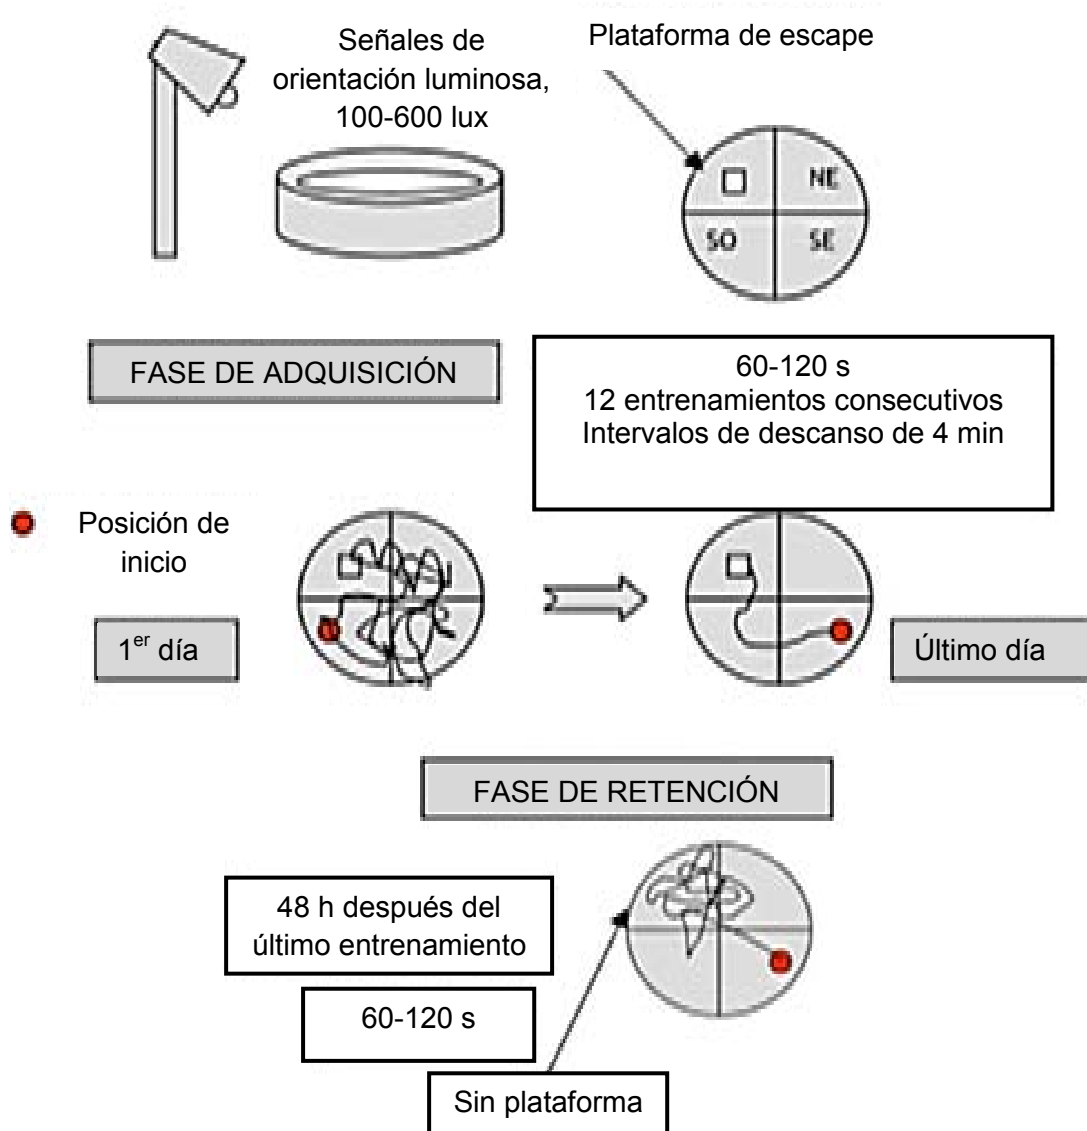 Señales de
orientación luminosa,
100-600 lux
Plataforma de escape
NE
SO
SE
FASE DE ADQUISICIÓN
60-120 s
12 entrenamientos consecutivos
Intervalos de descanso de 4 min
Posición de
inicio
1er día
Último día
FASE DE RETENCIÓN
48 h después del
último entrenamiento
60-120 s
Sin plataforma